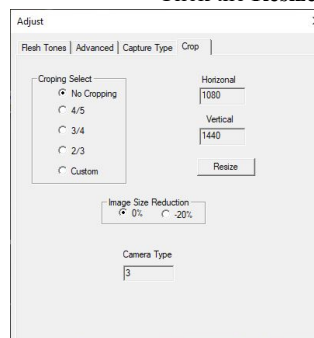 Adjust
Flesh Tones Advanced Capture Type Crop
Croping Select
No Cropping
4/5
3/4
2/3
Custom
Horizonal
1080
Vertical
1440
Resize
Image Size Reduction
0% -20%
Camera Type
3